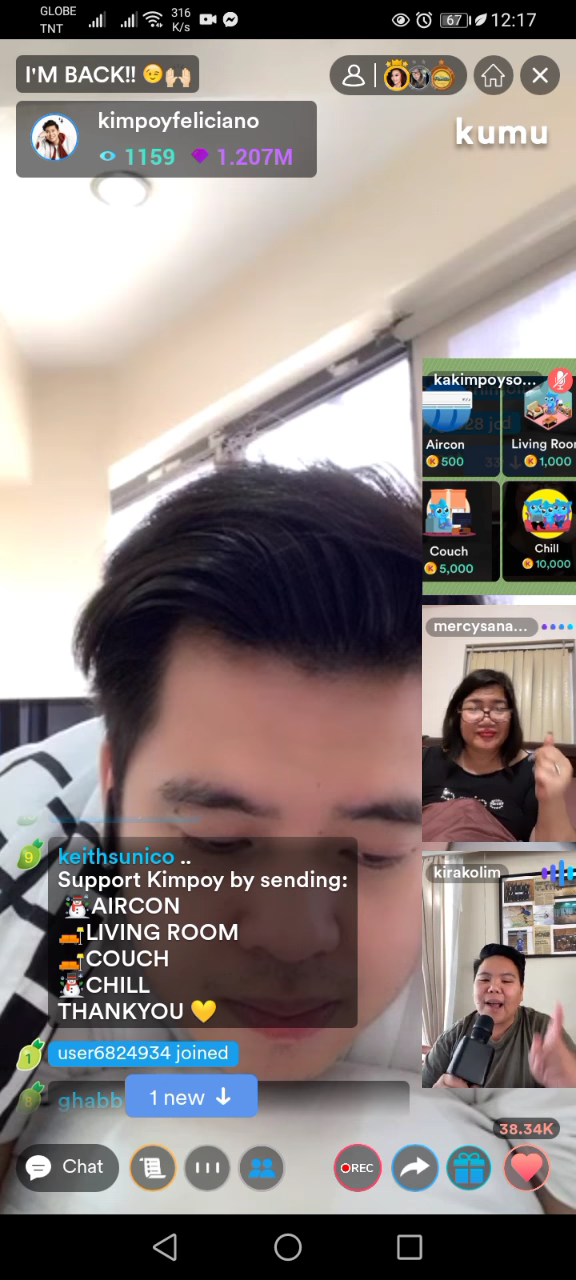 GLOBE
TNT
316
K/s
67
12:17
I'M BACK!! 😉🙌🏻
kimpoyfeliciano
1159
1.207M
kumu
kakimpoyso...
Aircon
500
Living Room
1,000
Couch
5,000
Chill
10,000
mercysana...
kirakolim
9
keithsunico ..
Support Kimpoy by sending:
⛄AIRCON
🛋️LIVING ROOM
🛋️COUCH
⛄CHILL
THANKYOU 💛
1
user6824934 joined
8
ghabb
1 new ↓
38.34K
Chat
REC